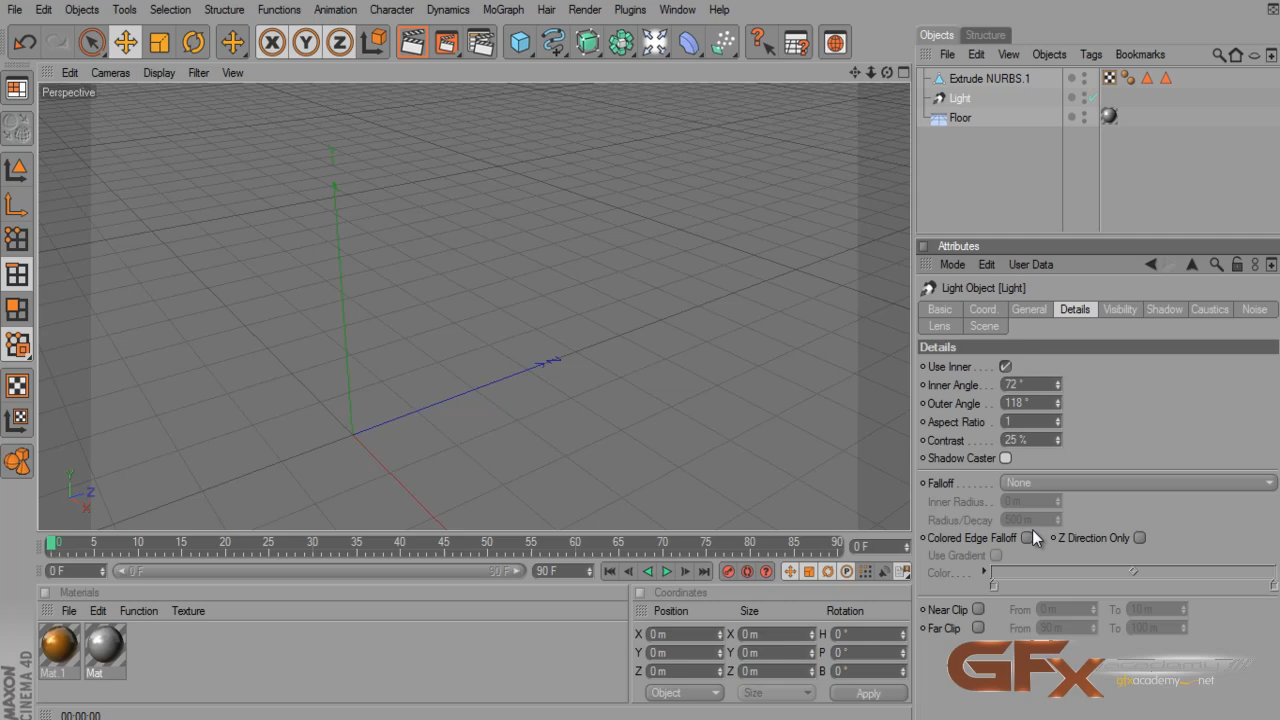 File Edit Objects Tools Selection Structure Functions Animation Character Dynamics MoGraph Hair Render Plugins Window Help
X Y Z
Edit Cameras Display Filter View
Perspective
Y
Z
Y
Z
X
0 5 10 15 20 25 30 35 40 45 50 55 60 65 70 75 80 85 90 0 F
0 F 0 F 90 F 90 F
Materials
File Edit Function Texture
Mat.1 Mat
Coordinates
Position Size Rotation
X 0 m X 0 m H 0 °
Y 0 m Y 0 m P 0 °
Z 0 m Z 0 m B 0 °
Object Size Apply
00:00:00
MAXON
CINEMA 4D
Objects Structure
File Edit View Objects Tags Bookmarks
Extrude NURBS.1
Light
Floor
Attributes
Mode Edit User Data
Light Object [Light]
Basic Coord. General Details Visibility Shadow Caustics Noise
Lens Scene
Details
Use Inner
Inner Angle 72 °
Outer Angle 118 °
Aspect Ratio 1
Contrast 25 %
Shadow Caster
Falloff None
Inner Radius 0 m
Radius/Decay 500 m
Colored Edge Falloff Z Direction Only
Use Gradient
Color
Near Clip From 0 m To 10 m
Far Clip From 90 m To 100 m
GFx academy
gfxacademy.net